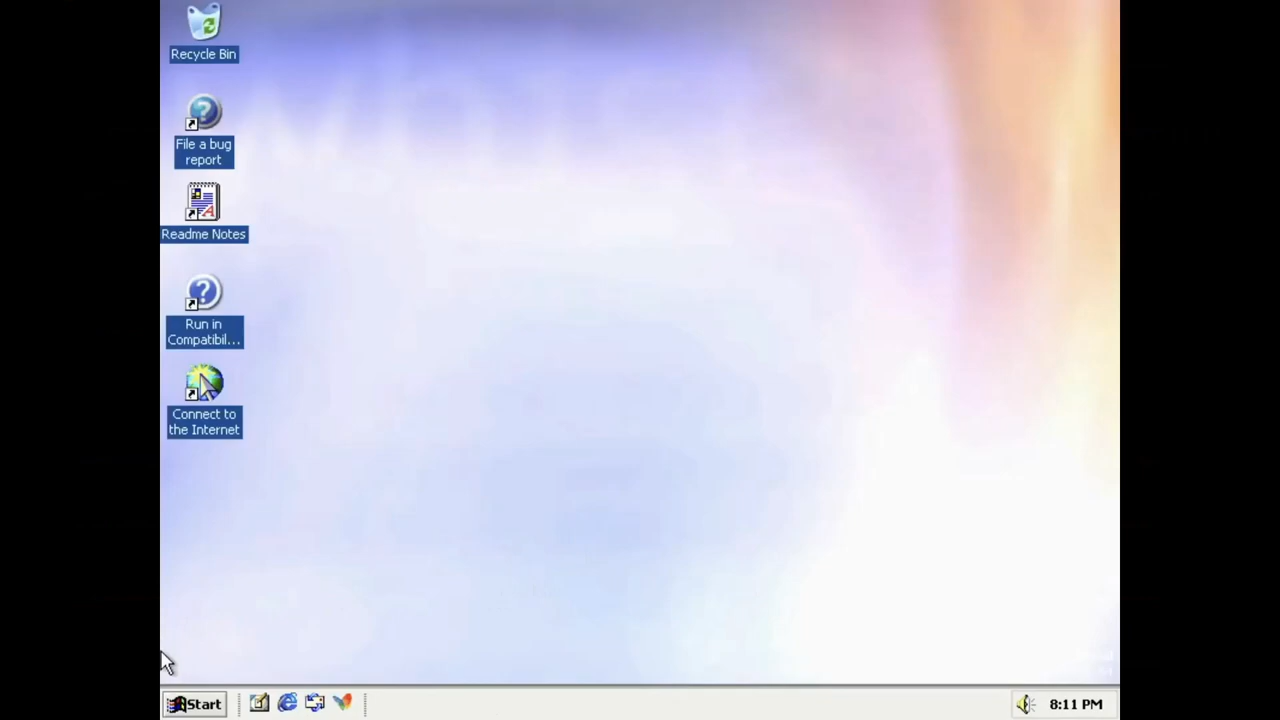 Recycle Bin
File a bug
report
Readme Notes
Run in
Compatibil...
Connect to
the Internet
Start
8:11 PM